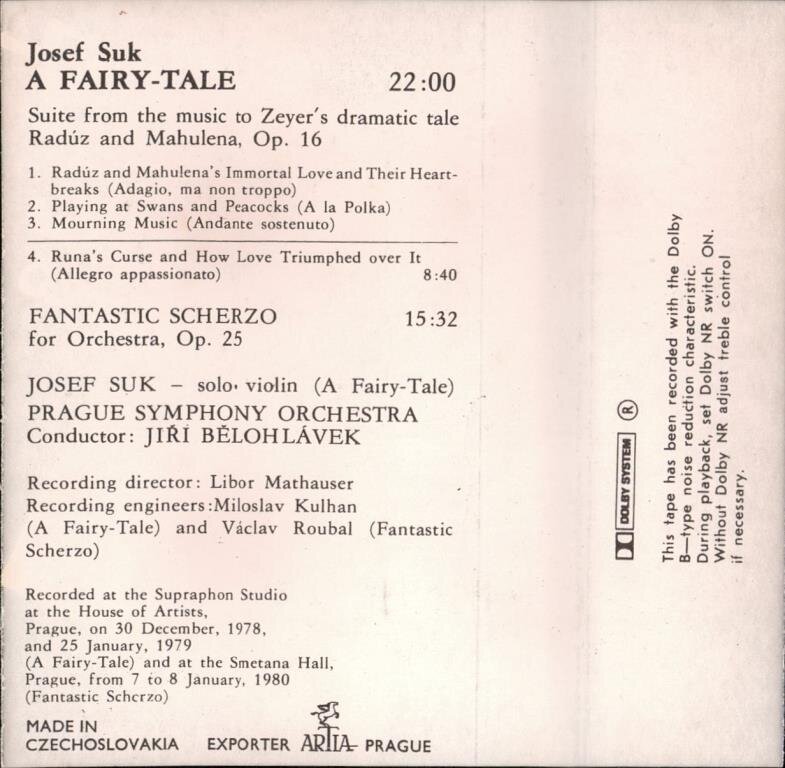 Josef Suk
A FAIRY-TALE 22:00
Suite from the music to Zeyer's dramatic tale
Radúz and Mahulena, Op. 16
1. Radúz and Mahulena's Immortal Love and Their Heart-
breaks (Adagio, ma non troppo)
2. Playing at Swans and Peacocks (A la Polka)
3. Mourning Music (Andante sostenuto)
4. Runa's Curse and How Love Triumphed over It
(Allegro appassionato) 8:40
FANTASTIC SCHERZO 15:32
for Orchestra, Op. 25
JOSEF SUK – solo violin (A Fairy-Tale)
PRAGUE SYMPHONY ORCHESTRA
Conductor: JIŘÍ BĚLOHLÁVEK
Recording director: Libor Mathauser
Recording engineers:Miloslav Kulhan
(A Fairy-Tale) and Václav Roubal (Fantastic
Scherzo)
Recorded at the Supraphon Studio
at the House of Artists,
Prague, on 30 December, 1978,
and 25 January, 1979
(A Fairy-Tale) and at the Smetana Hall,
Prague, from 7 to 8 January, 1980
(Fantastic Scherzo)
MADE IN
CZECHOSLOVAKIA EXPORTER ARTIA PRAGUE
DOLBY SYSTEM ®
This tape has been recorded with the Dolby
B—type noise reduction characteristic.
During playback, set Dolby NR switch ON.
Without Dolby NR adjust treble control
if necessary.